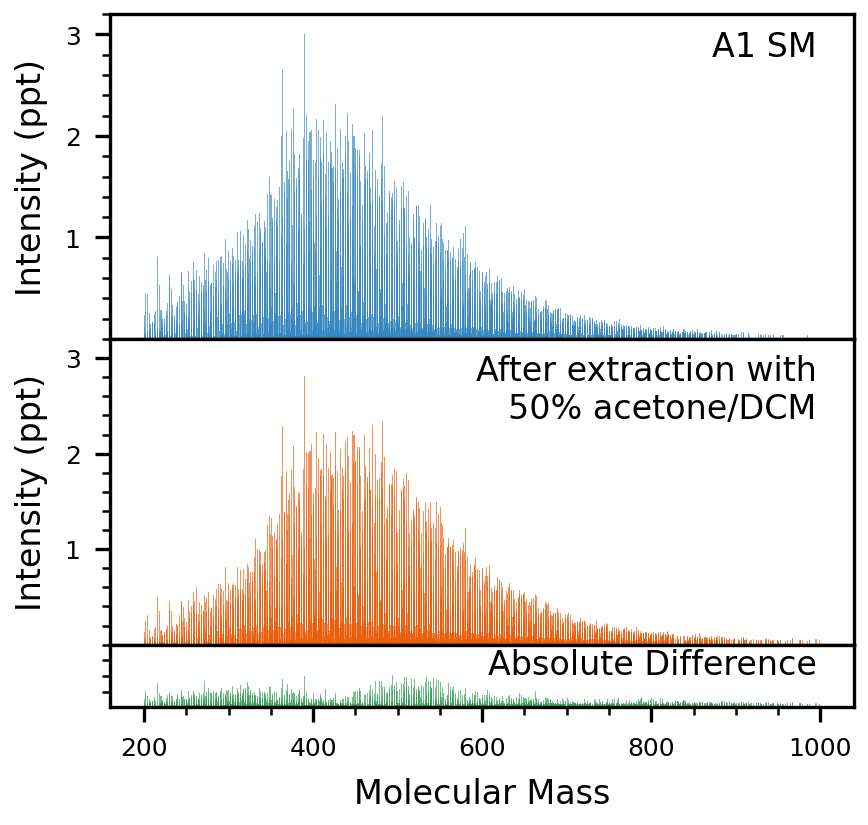 A1 SM
Intensity (ppt)
3
2
1
After extraction with
50% acetone/DCM
Intensity (ppt)
3
2
1
Absolute Difference
200 400 600 800 1000
Molecular Mass